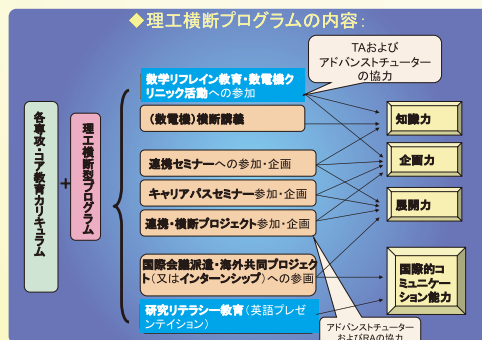 ◆理工横断プログラムの内容:
TAおよび
アドバンストチューター
の協力
各専攻・コア教育カリキュラム
+
理工横断型プログラム
数学リフレイン教育・数電機ク
リニック活動への参加
(数電機)横断講義
連携セミナーへの参加・企画
キャリアパスセミナー参加・企画
連携・横断プロジェクト参加・企画
国際会議派遣・海外共同プロジェク
ト(又はインターンシップ)への参画
研究リテラシー教育(英語プレゼ
ンテイション)
知識力
企画力
展開力
国際的コ
ミュニケー
ション能力
アドバンストチューター
およびRAの協力